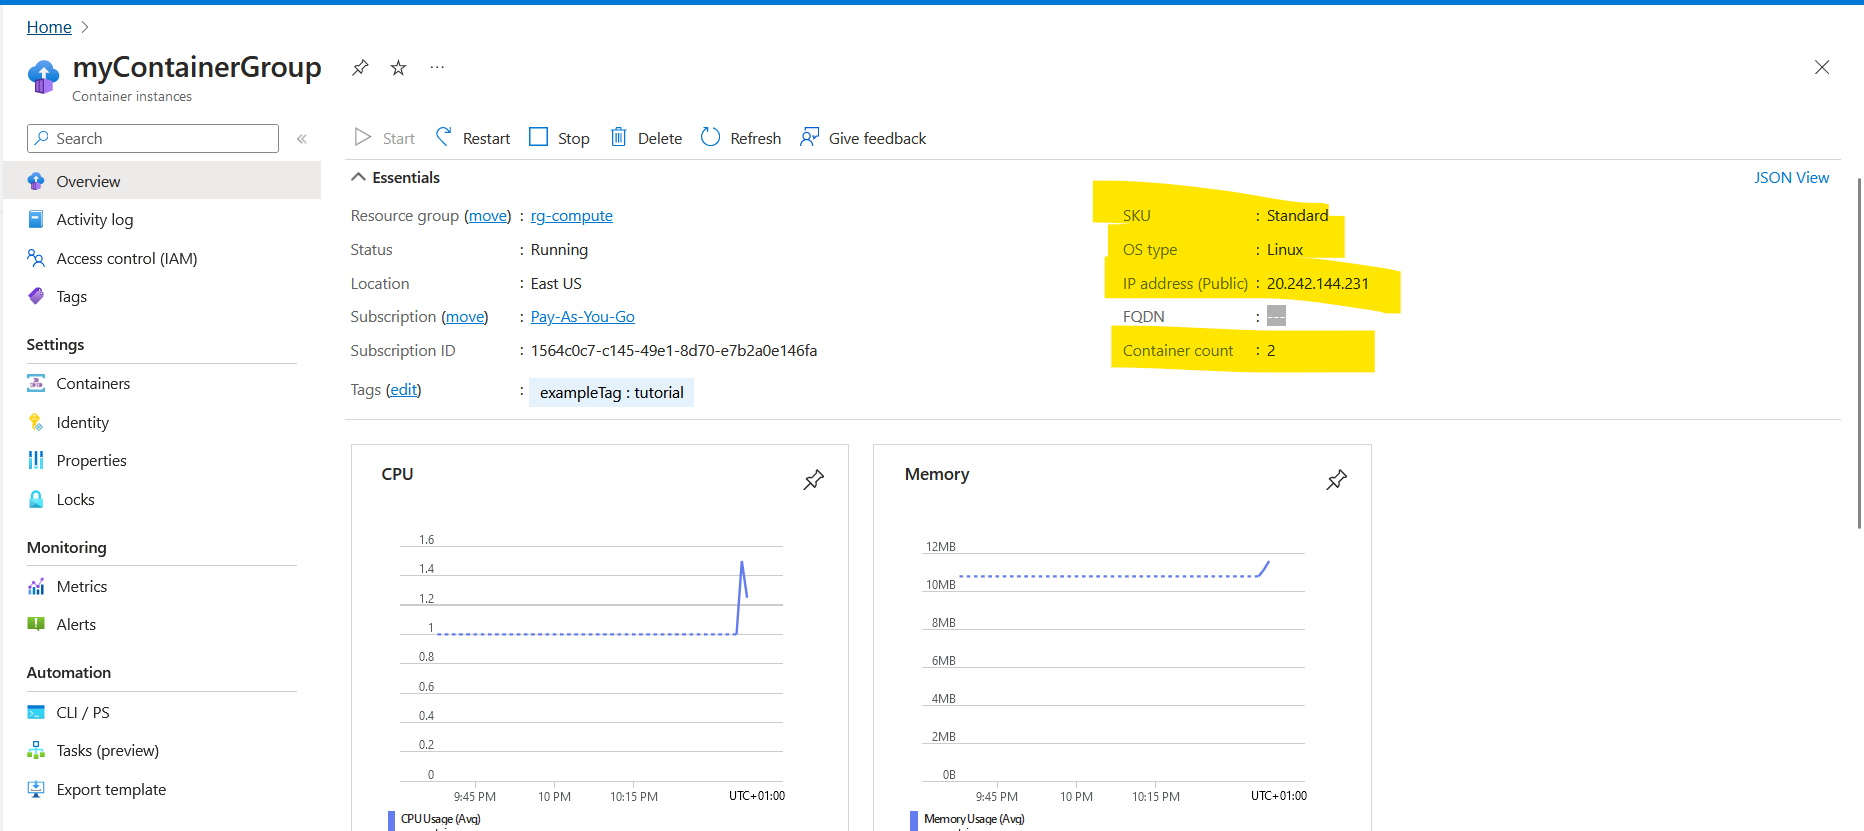 Home
myContainerGroup
Container instances
Search
Start Restart Stop Delete Refresh Give feedback
Overview
Activity log
Access control (IAM)
Tags
Settings
Containers
Identity
Properties
Locks
Monitoring
Metrics
Alerts
Automation
CLI / PS
Tasks (preview)
Export template
Essentials
JSON View
Resource group (move) : rg-compute
Status : Running
Location : East US
Subscription (move) : Pay-As-You-Go
Subscription ID : 1564c0c7-c145-49e1-8d70-e7b2a0e146fa
Tags (edit) : exampleTag : tutorial
SKU : Standard
OS type : Linux
IP address (Public) : 20.242.144.231
FQDN : ---
Container count : 2
CPU
1.6
1.4
1.2
1
0.8
0.6
0.4
0.2
0
9:45 PM 10 PM 10:15 PM UTC+01:00
CPU Usage (Avg)
Memory
12MB
10MB
8MB
6MB
4MB
2MB
0B
9:45 PM 10 PM 10:15 PM UTC+01:00
Memory Usage (Avg)